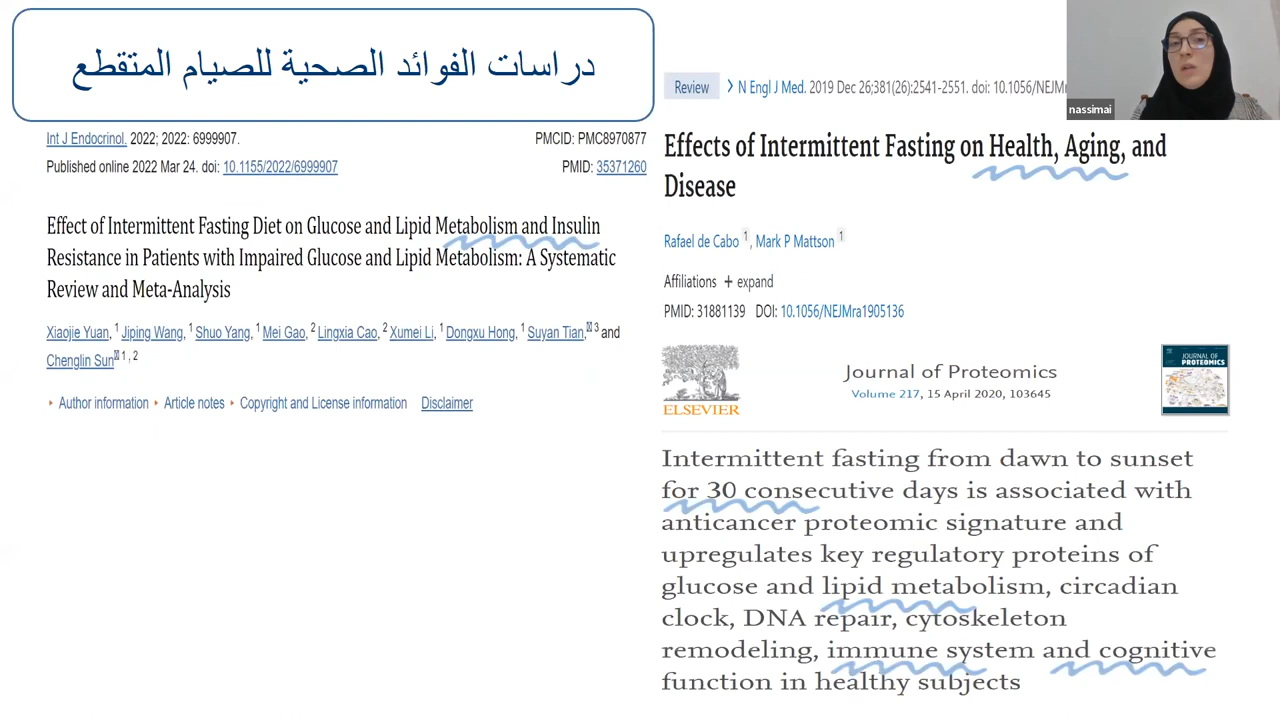 دراسات الفوائد الصحية للصيام المتقطع
Int J Endocrinol. 2022; 2022: 6999907.
PMCID: PMC8970877
Published online 2022 Mar 24. doi: 10.1155/2022/6999907
PMID: 35371260
Effect of Intermittent Fasting Diet on Glucose and Lipid Metabolism and Insulin
Resistance in Patients with Impaired Glucose and Lipid Metabolism: A Systematic
Review and Meta-Analysis
Xiaojie Yuan, 1 Jiping Wang, 1 Shuo Yang, 1 Mei Gao, 2 Lingxia Cao, 2 Xumei Li, 1 Dongxu Hong, 1 Suyan Tian, 3 and
Chenglin Sun 1 , 2
Author information Article notes Copyright and License information Disclaimer
Review N Engl J Med. 2019 Dec 26;381(26):2541-2551. doi: 10.1056/NEJM
nassimai
Effects of Intermittent Fasting on Health, Aging, and
Disease
Rafael de Cabo 1 , Mark P Mattson 1
Affiliations + expand
PMID: 31881139 DOI: 10.1056/NEJMra1905136
ELSEVIER
Journal of Proteomics
Volume 217, 15 April 2020, 103645
JOURNAL OF
PROTEOMICS
Intermittent fasting from dawn to sunset
for 30 consecutive days is associated with
anticancer proteomic signature and
upregulates key regulatory proteins of
glucose and lipid metabolism, circadian
clock, DNA repair, cytoskeleton
remodeling, immune system and cognitive
function in healthy subjects